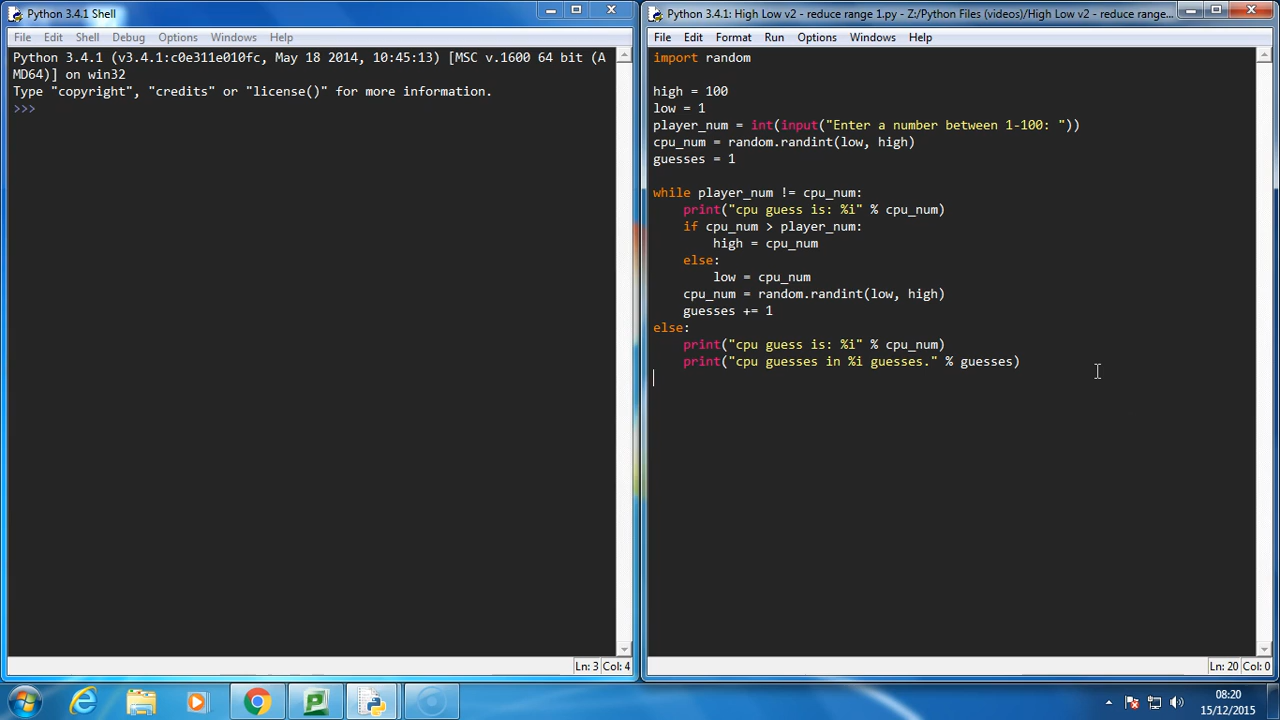 Python 3.4.1 Shell
File Edit Shell Debug Options Windows Help
Python 3.4.1 (v3.4.1:c0e311e010fc, May 18 2014, 10:45:13) [MSC v.1600 64 bit (A
MD64)] on win32
Type "copyright", "credits" or "license()" for more information.
>>>
Ln: 3 Col: 4
Python 3.4.1: High Low v2 - reduce range 1.py - Z:/Python Files (videos)/High Low v2 - reduce range...
File Edit Format Run Options Windows Help
import random
high = 100
low = 1
player_num = int(input("Enter a number between 1-100: "))
cpu_num = random.randint(low, high)
guesses = 1
while player_num != cpu_num:
    print("cpu guess is: %i" % cpu_num)
    if cpu_num > player_num:
        high = cpu_num
    else:
        low = cpu_num
    cpu_num = random.randint(low, high)
    guesses += 1
else:
    print("cpu guess is: %i" % cpu_num)
    print("cpu guesses in %i guesses." % guesses)
Ln: 20 Col: 0
08:20
15/12/2015